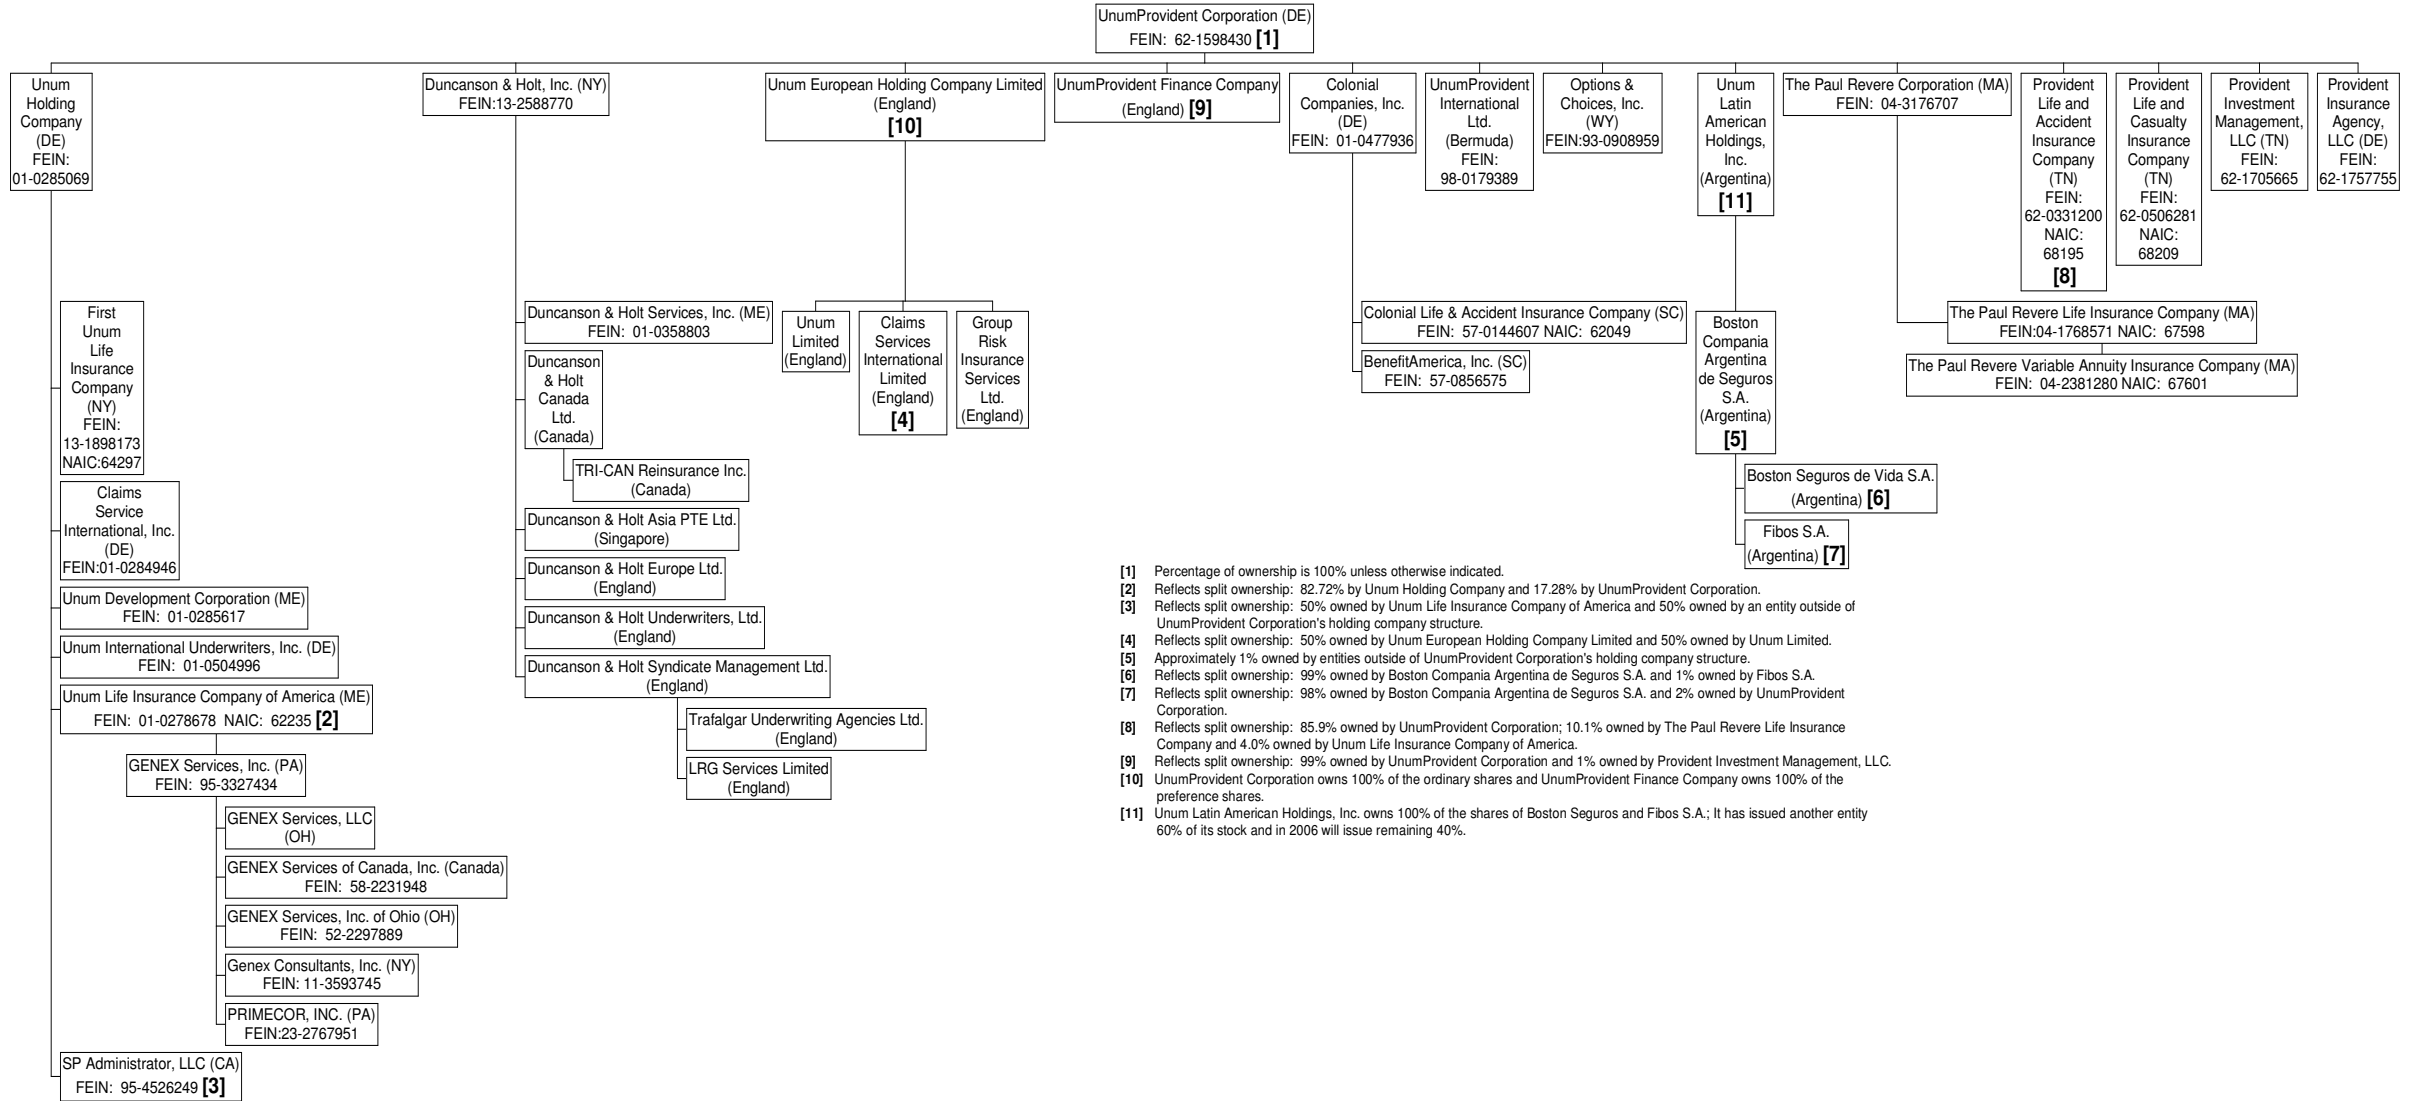 UnumProvident Corporation (DE)
FEIN: 62-1598430 [1]
Unum
Holding
Company
(DE)
FEIN:
01-0285069
Duncanson & Holt, Inc. (NY)
FEIN:13-2588770
Unum European Holding Company Limited
(England)
[10]
UnumProvident Finance Company
(England) [9]
Colonial
Companies, Inc.
(DE)
FEIN: 01-0477936
UnumProvident
International
Ltd.
(Bermuda)
FEIN:
98-0179389
Options &
Choices, Inc.
(WY)
FEIN:93-0908959
Unum
Latin
American
Holdings,
Inc.
(Argentina)
[11]
The Paul Revere Corporation (MA)
FEIN: 04-3176707
Provident
Life and
Accident
Insurance
Company
(TN)
FEIN:
62-0331200
NAIC:
68195
[8]
Provident
Life and
Casualty
Insurance
Company
(TN)
FEIN:
62-0506281
NAIC:
68209
Provident
Investment
Management,
LLC (TN)
FEIN:
62-1705665
Provident
Insurance
Agency,
LLC (DE)
FEIN:
62-1757755
First
Unum
Life
Insurance
Company
(NY)
FEIN:
13-1898173
NAIC:64297
Claims
Service
International, Inc.
(DE)
FEIN:01-0284946
Unum Development Corporation (ME)
FEIN: 01-0285617
Unum International Underwriters, Inc. (DE)
FEIN: 01-0504996
Unum Life Insurance Company of America (ME)
FEIN: 01-0278678 NAIC: 62235 [2]
GENEX Services, Inc. (PA)
FEIN: 95-3327434
GENEX Services, LLC
(OH)
GENEX Services of Canada, Inc. (Canada)
FEIN: 58-2231948
GENEX Services, Inc. of Ohio (OH)
FEIN: 52-2297889
Genex Consultants, Inc. (NY)
FEIN: 11-3593745
PRIMECOR, INC. (PA)
FEIN:23-2767951
SP Administrator, LLC (CA)
FEIN: 95-4526249 [3]
Duncanson & Holt Services, Inc. (ME)
FEIN: 01-0358803
Duncanson
& Holt
Canada
Ltd.
(Canada)
TRI-CAN Reinsurance Inc.
(Canada)
Duncanson & Holt Asia PTE Ltd.
(Singapore)
Duncanson & Holt Europe Ltd.
(England)
Duncanson & Holt Underwriters, Ltd.
(England)
Duncanson & Holt Syndicate Management Ltd.
(England)
Trafalgar Underwriting Agencies Ltd.
(England)
LRG Services Limited
(England)
Unum
Limited
(England)
Claims
Services
International
Limited
(England)
[4]
Group
Risk
Insurance
Services
Ltd.
(England)
Colonial Life & Accident Insurance Company (SC)
FEIN: 57-0144607 NAIC: 62049
BenefitAmerica, Inc. (SC)
FEIN: 57-0856575
Boston
Compania
Argentina
de Seguros
S.A.
(Argentina)
[5]
Boston Seguros de Vida S.A.
(Argentina) [6]
Fibos S.A.
(Argentina) [7]
The Paul Revere Life Insurance Company (MA)
FEIN:04-1768571 NAIC: 67598
The Paul Revere Variable Annuity Insurance Company (MA)
FEIN: 04-2381280 NAIC: 67601
[1] Percentage of ownership is 100% unless otherwise indicated.
[2] Reflects split ownership: 82.72% by Unum Holding Company and 17.28% by UnumProvident Corporation.
[3] Reflects split ownership: 50% owned by Unum Life Insurance Company of America and 50% owned by an entity outside of
UnumProvident Corporation's holding company structure.
[4] Reflects split ownership: 50% owned by Unum European Holding Company Limited and 50% owned by Unum Limited.
[5] Approximately 1% owned by entities outside of UnumProvident Corporation's holding company structure.
[6] Reflects split ownership: 99% owned by Boston Compania Argentina de Seguros S.A. and 1% owned by Fibos S.A.
[7] Reflects split ownership: 98% owned by Boston Compania Argentina de Seguros S.A. and 2% owned by UnumProvident
Corporation.
[8] Reflects split ownership: 85.9% owned by UnumProvident Corporation; 10.1% owned by The Paul Revere Life Insurance
Company and 4.0% owned by Unum Life Insurance Company of America.
[9] Reflects split ownership: 99% owned by UnumProvident Corporation and 1% owned by Provident Investment Management, LLC.
[10] UnumProvident Corporation owns 100% of the ordinary shares and UnumProvident Finance Company owns 100% of the
preference shares.
[11] Unum Latin American Holdings, Inc. owns 100% of the shares of Boston Seguros and Fibos S.A.; It has issued another entity
60% of its stock and in 2006 will issue remaining 40%.